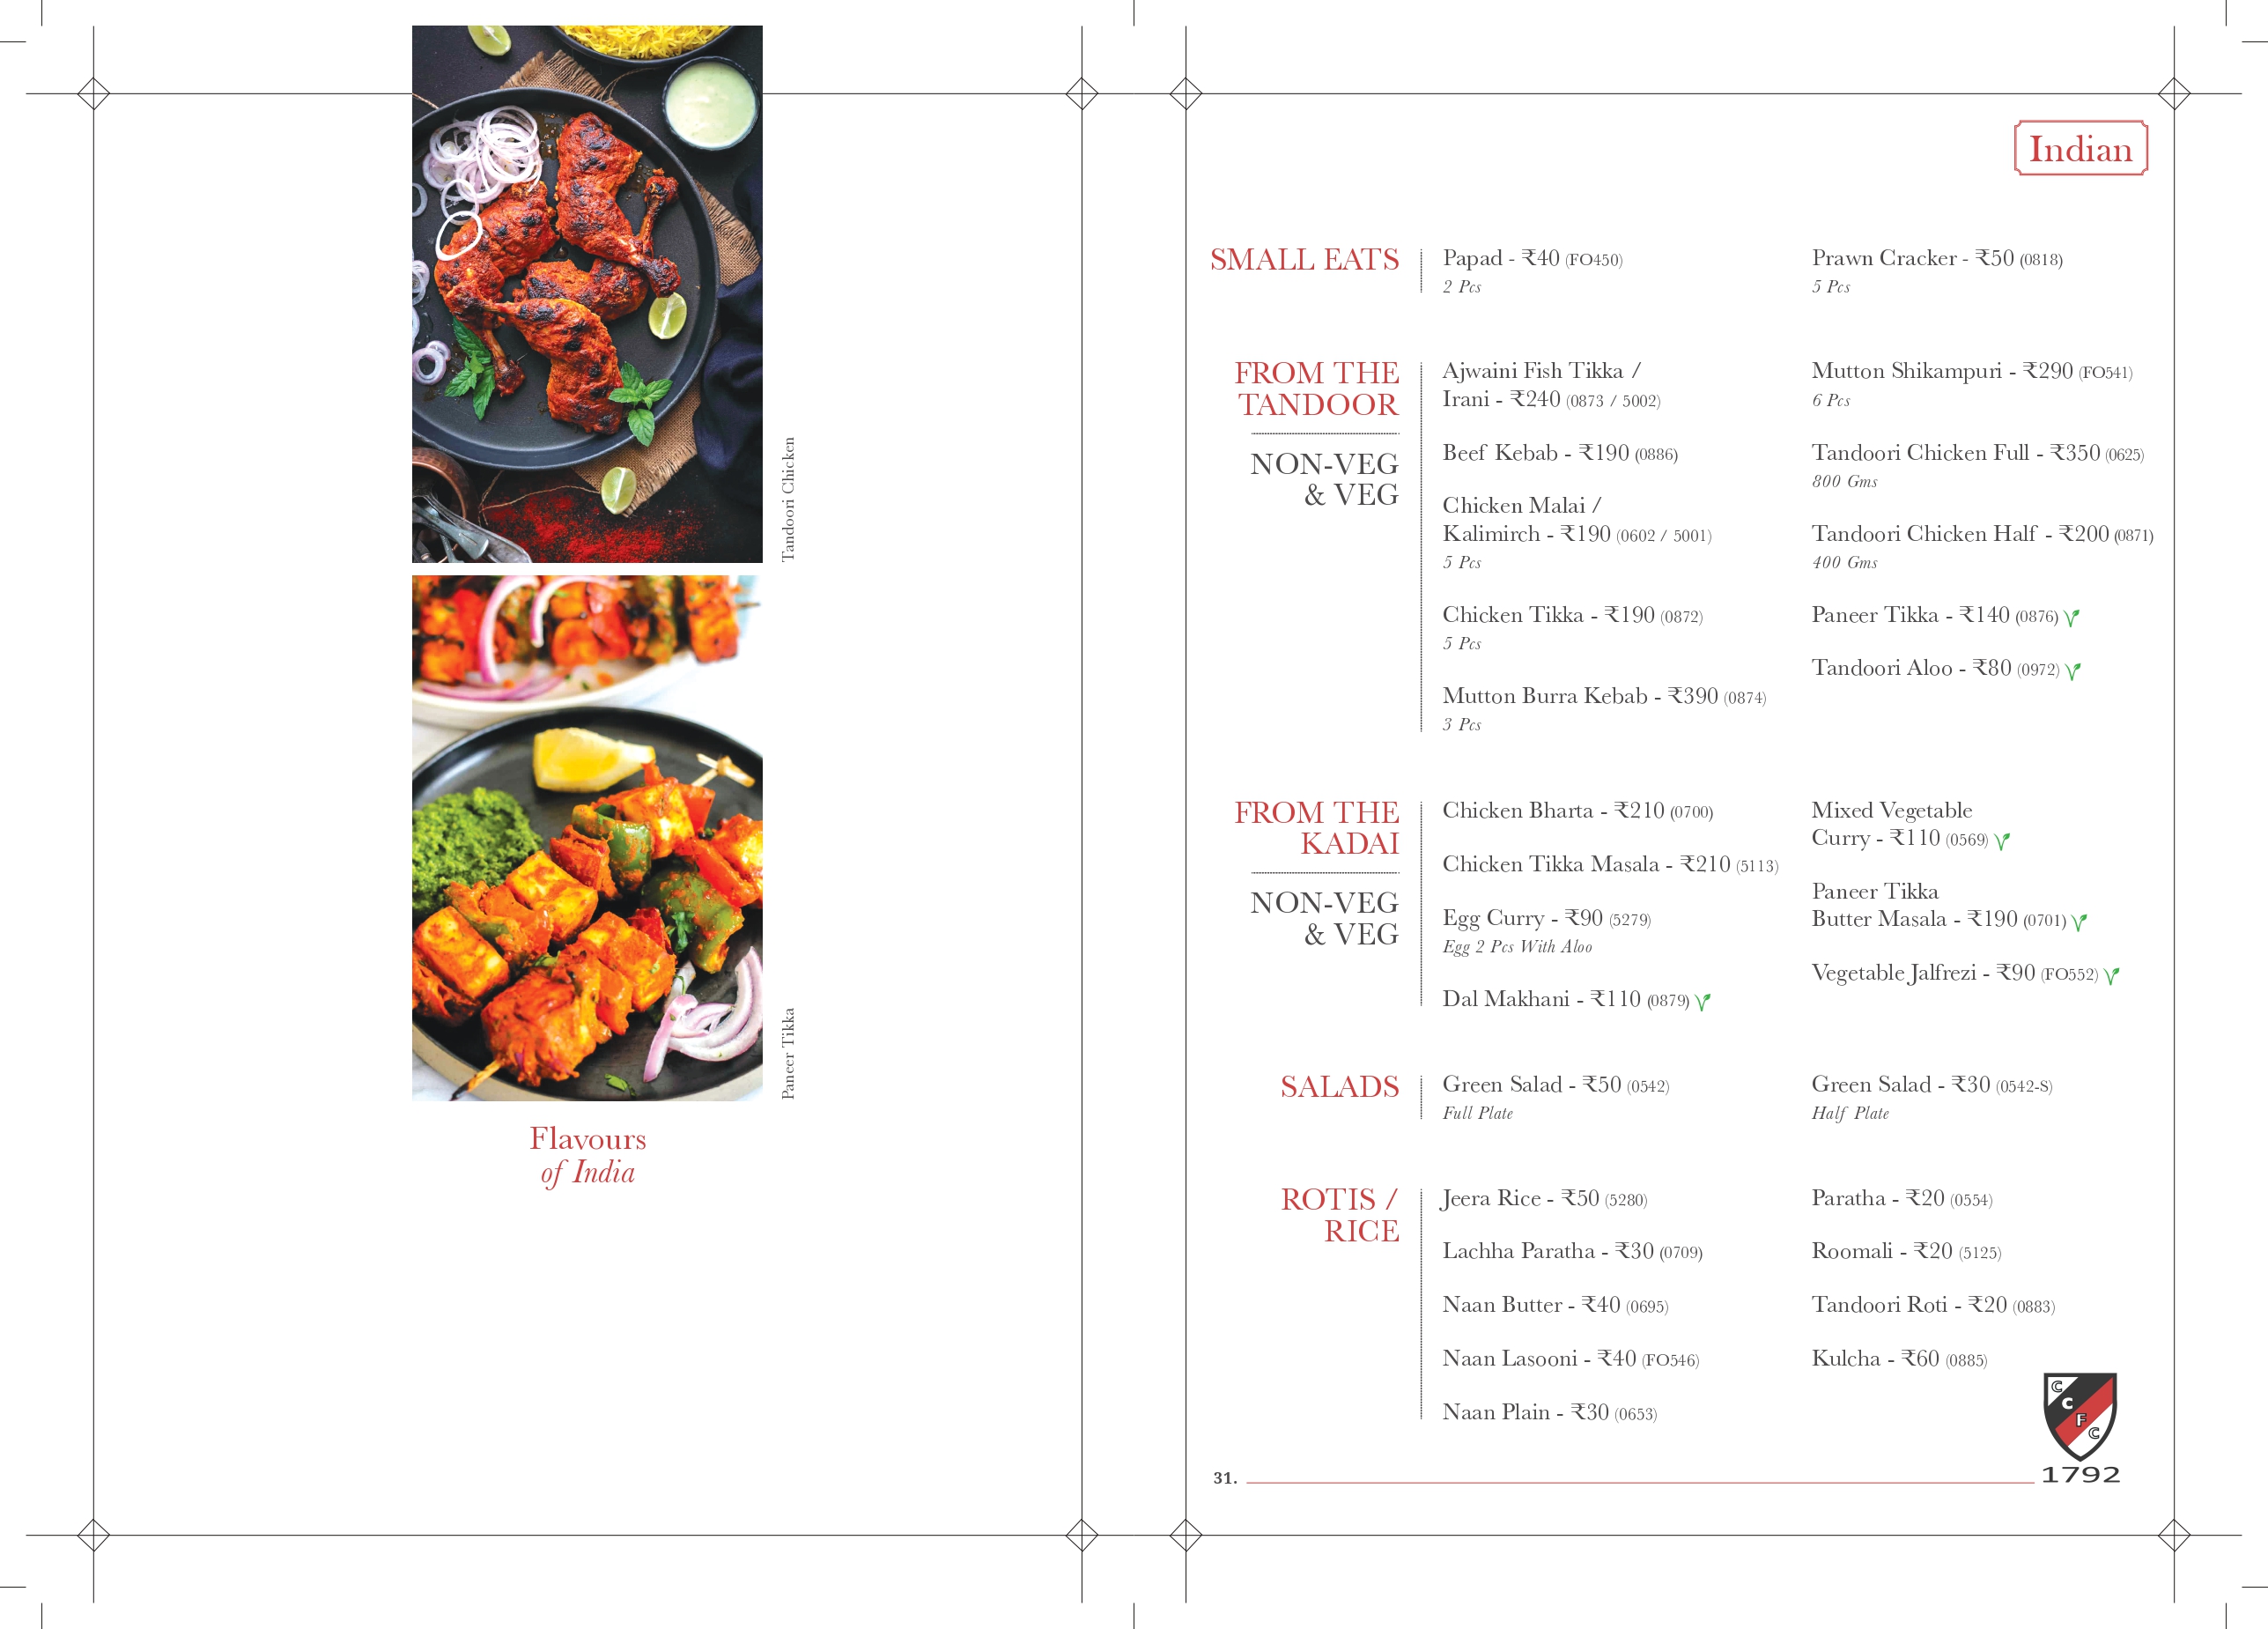 Tandoori Chicken
Paneer Tikka
Flavours
of India
Indian
SMALL EATS
Papad - ₹40 (FO450)
2 Pcs
Prawn Cracker - ₹50 (0818)
5 Pcs
FROM THE
TANDOOR
NON-VEG
& VEG
Ajwaini Fish Tikka /
Irani - ₹240 (0873 / 5002)
Beef Kebab - ₹190 (0886)
Chicken Malai /
Kalimirch - ₹190 (0602 / 5001)
5 Pcs
Chicken Tikka - ₹190 (0872)
5 Pcs
Mutton Burra Kebab - ₹390 (0874)
3 Pcs
Mutton Shikampuri - ₹290 (FO541)
6 Pcs
Tandoori Chicken Full - ₹350 (0625)
800 Gms
Tandoori Chicken Half - ₹200 (0871)
400 Gms
Paneer Tikka - ₹140 (0876)
Tandoori Aloo - ₹80 (0972)
FROM THE
KADAI
NON-VEG
& VEG
Chicken Bharta - ₹210 (0700)
Chicken Tikka Masala - ₹210 (5113)
Egg Curry - ₹90 (5279)
Egg 2 Pcs With Aloo
Dal Makhani - ₹110 (0879)
Mixed Vegetable
Curry - ₹110 (0569)
Paneer Tikka
Butter Masala - ₹190 (0701)
Vegetable Jalfrezi - ₹90 (FO552)
SALADS
Green Salad - ₹50 (0542)
Full Plate
Green Salad - ₹30 (0542-S)
Half Plate
ROTIS /
RICE
Jeera Rice - ₹50 (5280)
Lachha Paratha - ₹30 (0709)
Naan Butter - ₹40 (0695)
Naan Lasooni - ₹40 (FO546)
Naan Plain - ₹30 (0653)
Paratha - ₹20 (0554)
Roomali - ₹20 (5125)
Tandoori Roti - ₹20 (0883)
Kulcha - ₹60 (0885)
C
C
F
C
1792
31.